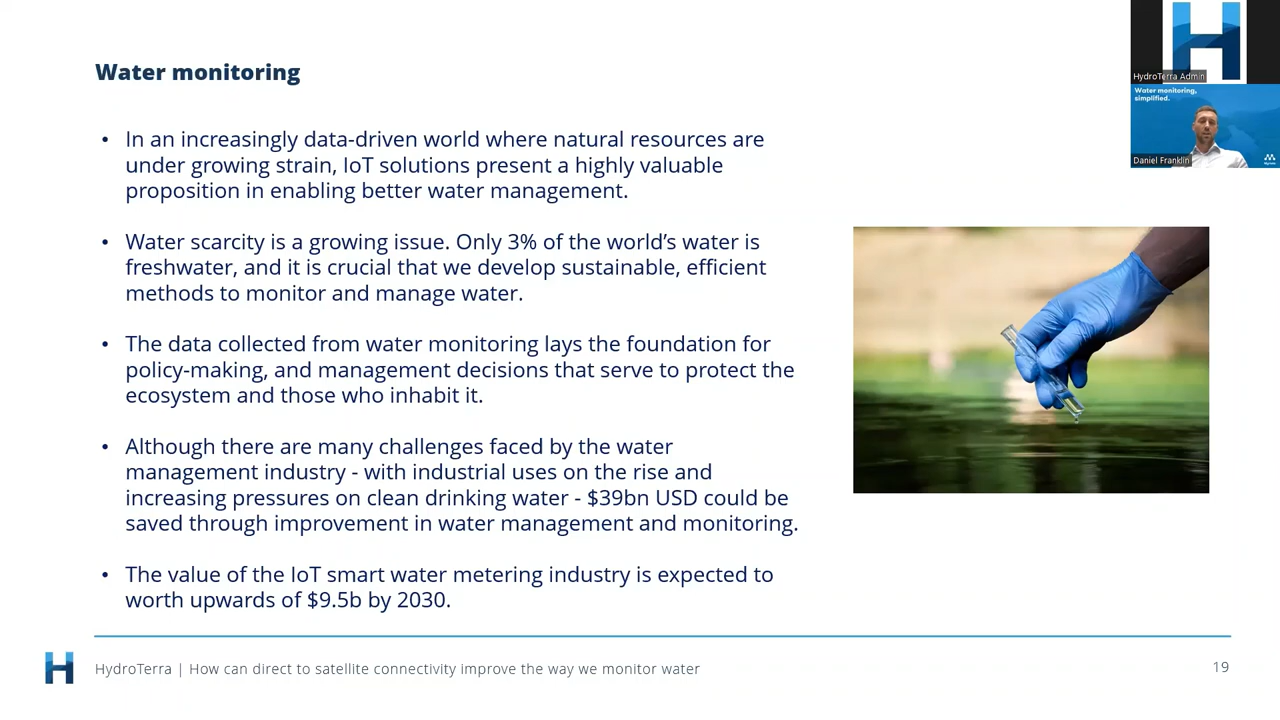 Water monitoring
• In an increasingly data-driven world where natural resources are
under growing strain, IoT solutions present a highly valuable
proposition in enabling better water management.
• Water scarcity is a growing issue. Only 3% of the world’s water is
freshwater, and it is crucial that we develop sustainable, efficient
methods to monitor and manage water.
• The data collected from water monitoring lays the foundation for
policy-making, and management decisions that serve to protect the
ecosystem and those who inhabit it.
• Although there are many challenges faced by the water
management industry - with industrial uses on the rise and
increasing pressures on clean drinking water - $39bn USD could be
saved through improvement in water management and monitoring.
• The value of the IoT smart water metering industry is expected to
worth upwards of $9.5b by 2030.
HydroTerra Admin
Water monitoring,
simplified.
Daniel Franklin
HydroTerra | How can direct to satellite connectivity improve the way we monitor water
19